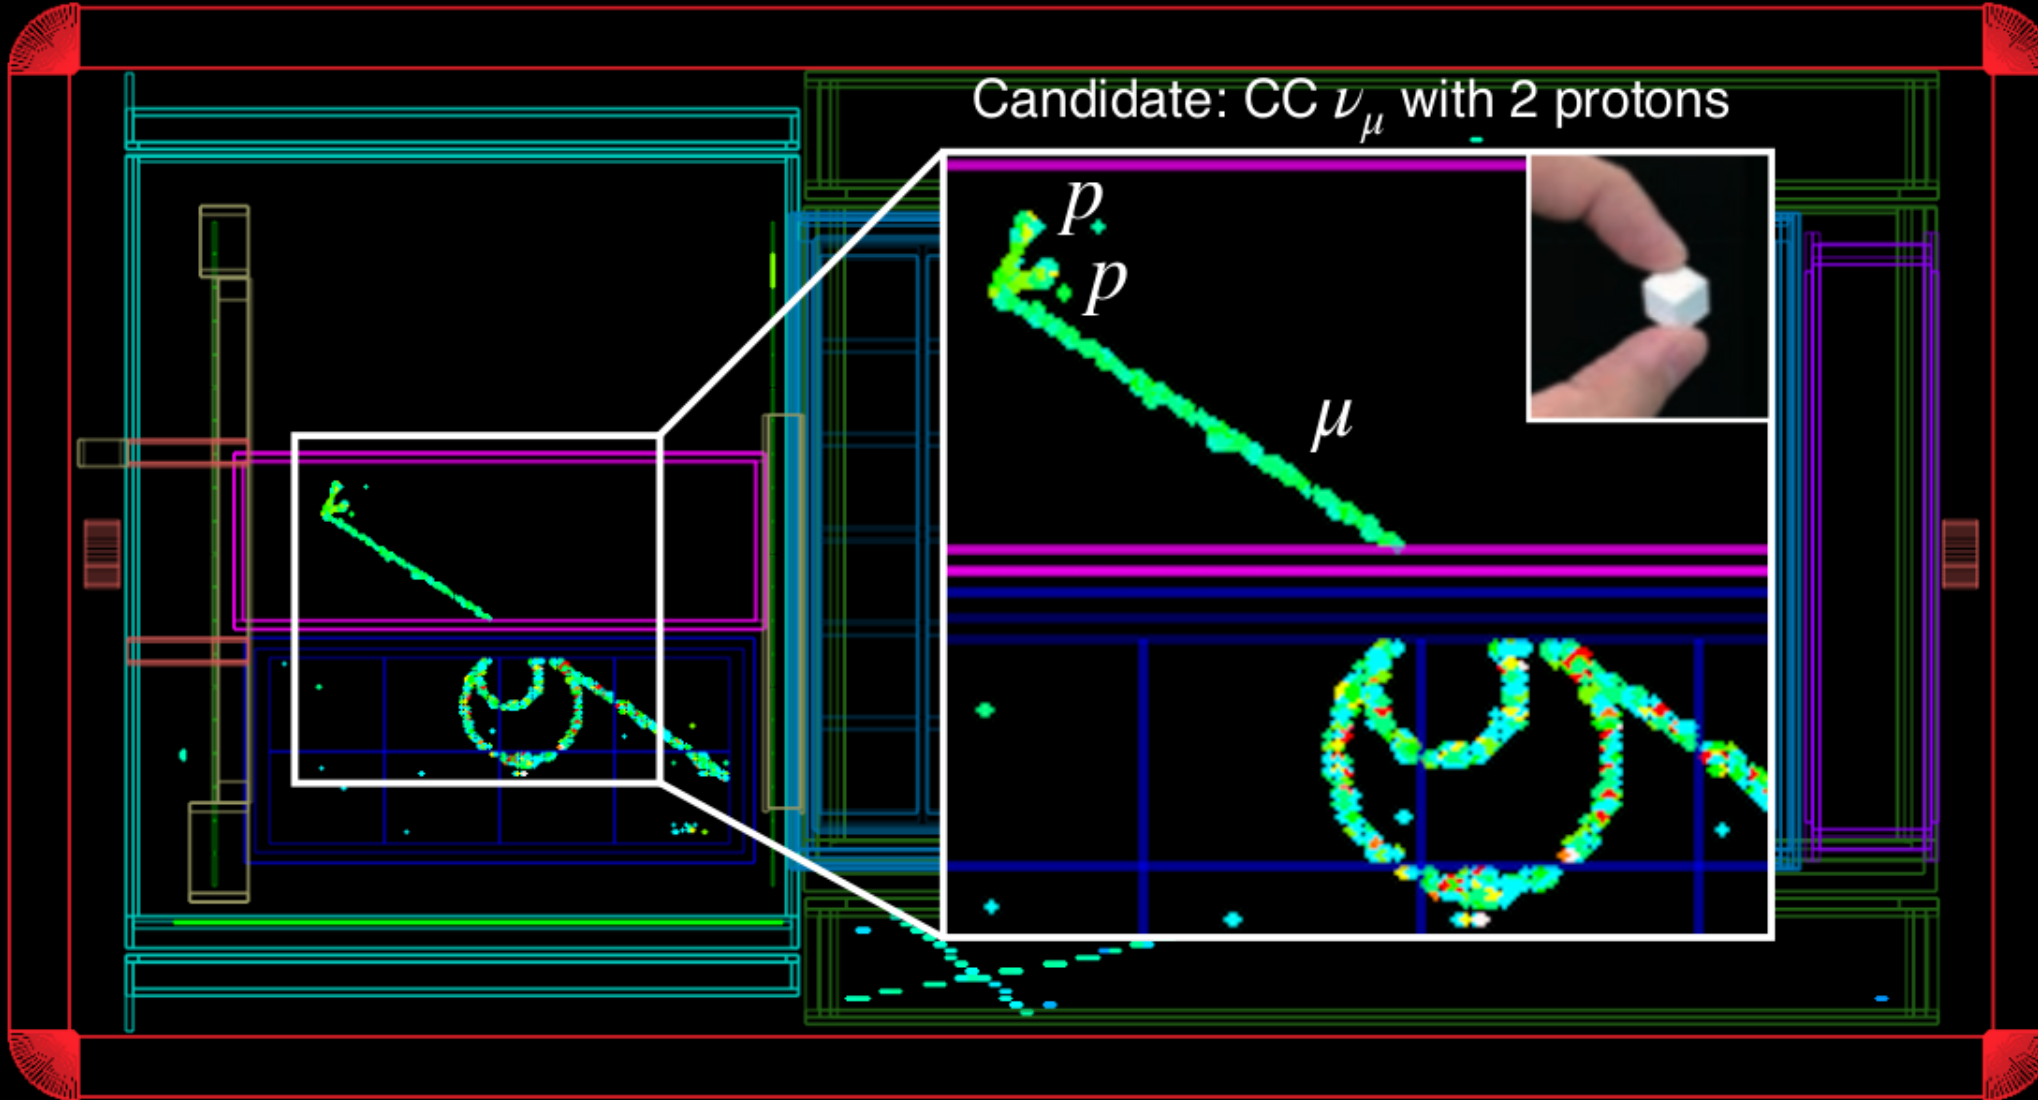 Candidate: CC νμ with 2 protons
p
p
μ